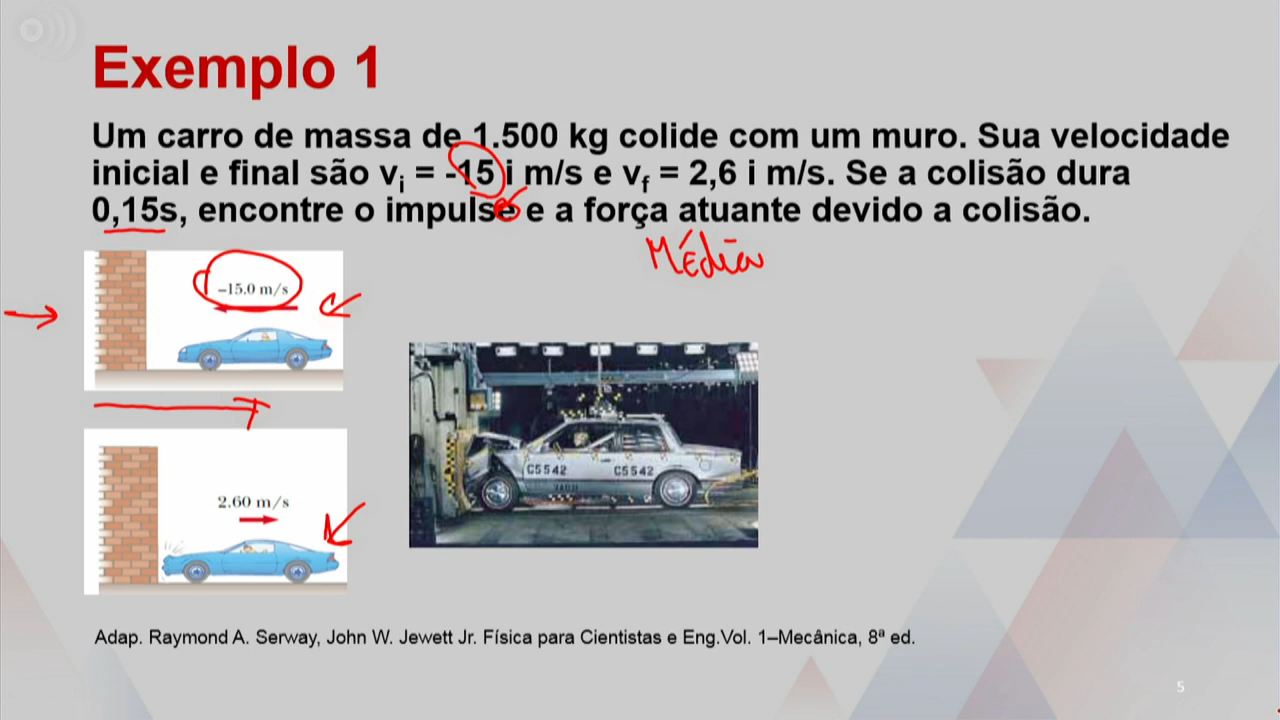 Exemplo 1
Um carro de massa de 1.500 kg colide com um muro. Sua velocidade
inicial e final são vi = -15 i m/s e vf = 2,6 i m/s. Se a colisão dura
0,15s, encontre o impulse e a força atuante devido a colisão.
Média
–15.0 m/s
2.60 m/s
C5542 C5542
Adap. Raymond A. Serway, John W. Jewett Jr. Física para Cientistas e Eng.Vol. 1–Mecânica, 8ª ed.
5